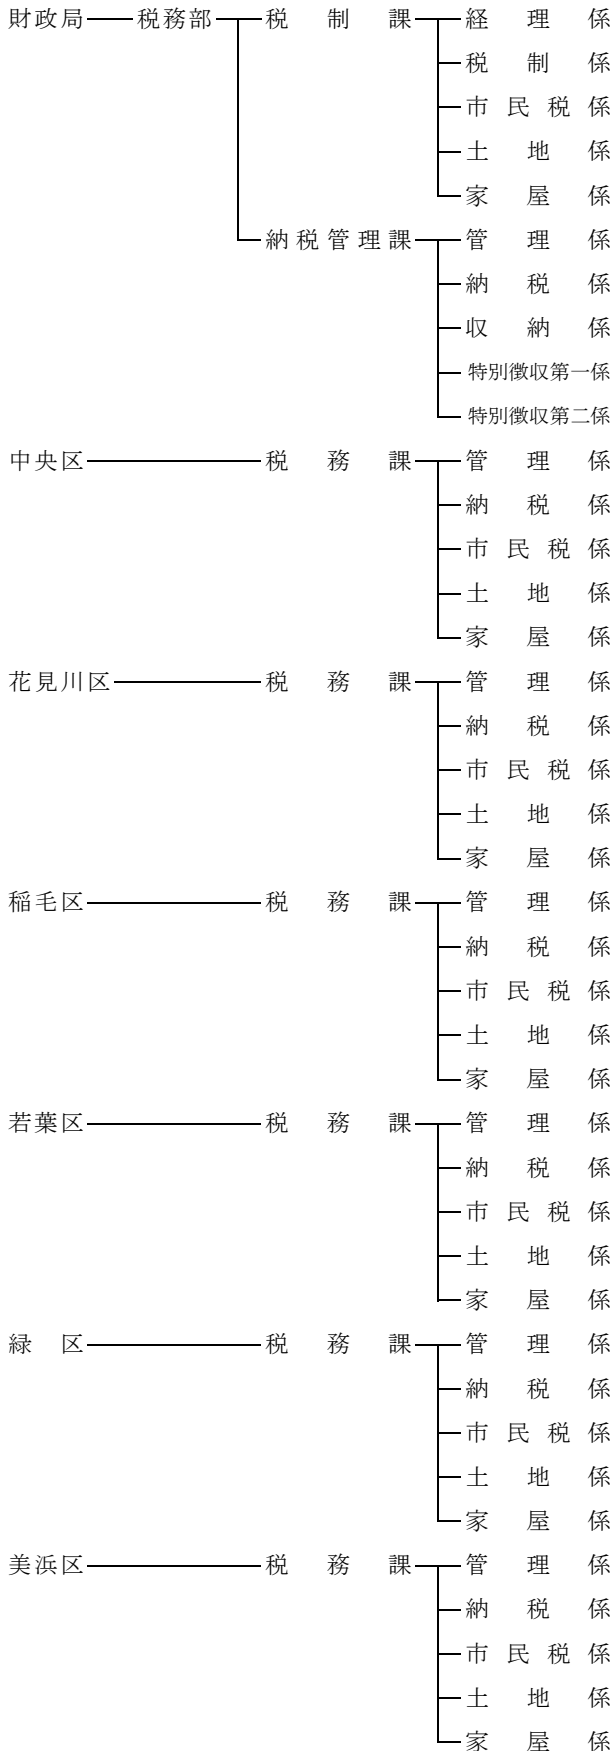 財政局 税務部 税制課 経理係
税制係
市民税係
土地係
家屋係
納税管理課 管理係
納税係
収納係
特別徴収第一係
特別徴収第二係
中央区 税務課 管理係
納税係
市民税係
土地係
家屋係
花見川区 税務課 管理係
納税係
市民税係
土地係
家屋係
稲毛区 税務課 管理係
納税係
市民税係
土地係
家屋係
若葉区 税務課 管理係
納税係
市民税係
土地係
家屋係
緑区 税務課 管理係
納税係
市民税係
土地係
家屋係
美浜区 税務課 管理係
納税係
市民税係
土地係
家屋係